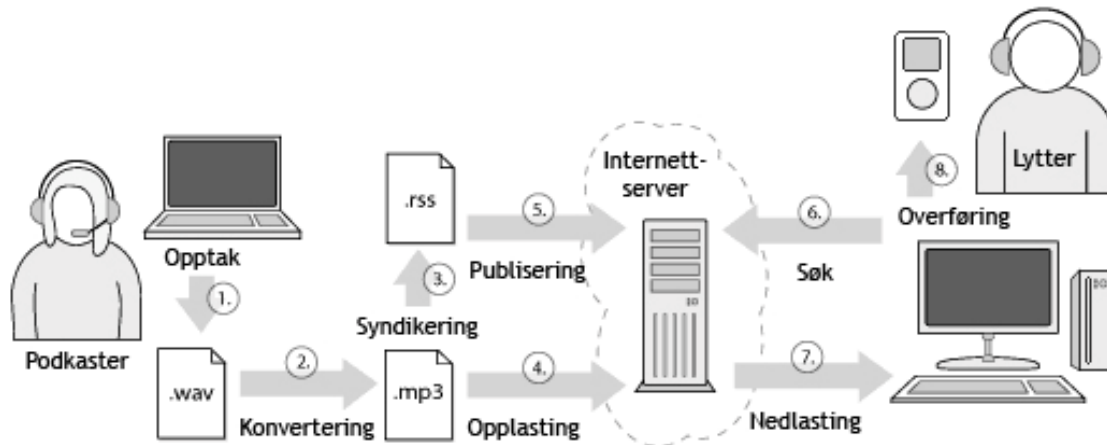 Internett-
server
Lytter
.rss
5.
6.
8.
Overføring
Opptak
Publisering
Søk
1.
3.
Syndikering
Podkaster
.wav
2.
.mp3
4.
7.
Konvertering
Opplasting
Nedlasting